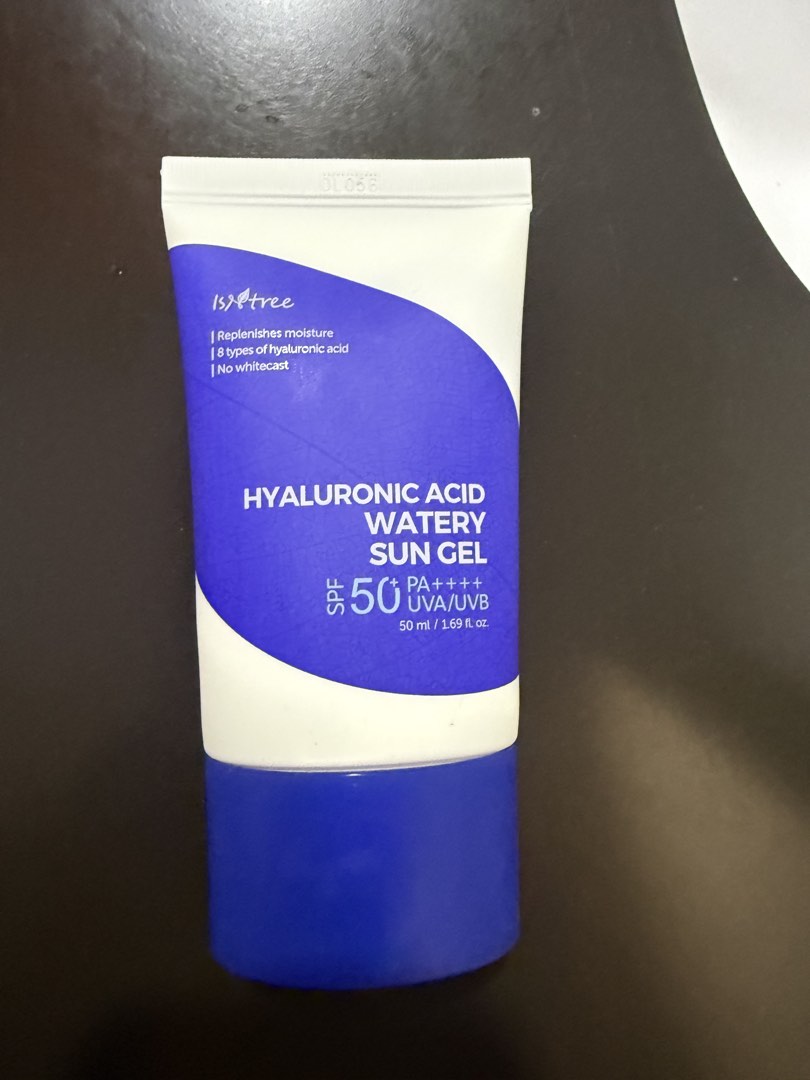 Isntree
Replenishes moisture
8 types of hyaluronic acid
No whitecast
HYALURONIC ACID
WATERY
SUN GEL
SPF 50+ PA++++
UVA/UVB
50 ml / 1.69 fl. oz.